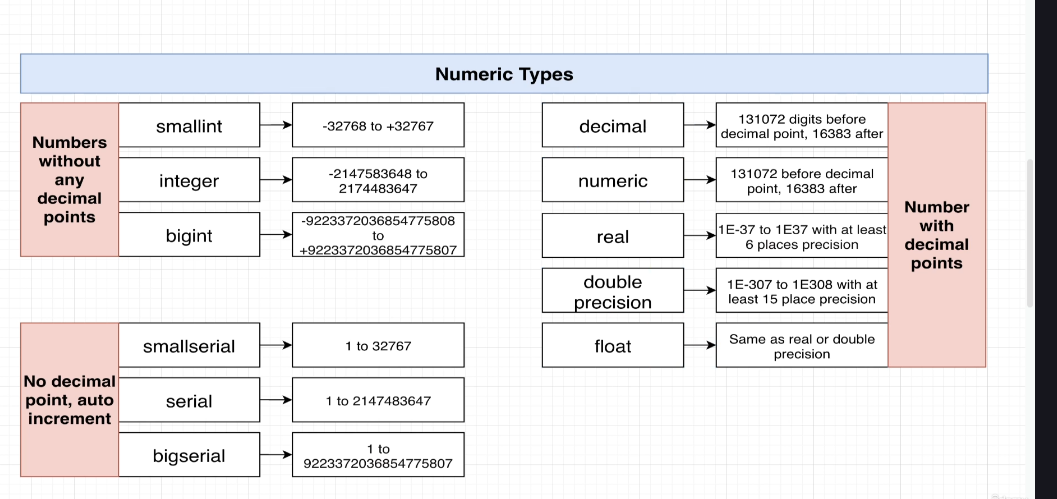 Numeric Types
Numbers
without
any
decimal
points
smallint
-32768 to +32767
integer
-2147583648 to
2174483647
bigint
-9223372036854775808
to
+9223372036854775807
No decimal
point, auto
increment
smallserial
1 to 32767
serial
1 to 2147483647
bigserial
1 to
9223372036854775807
decimal
131072 digits before
decimal point, 16383 after
numeric
131072 before decimal
point, 16383 after
real
1E-37 to 1E37 with at least
6 places precision
double
precision
1E-307 to 1E308 with at
least 15 place precision
float
Same as real or double
precision
Number
with
decimal
points